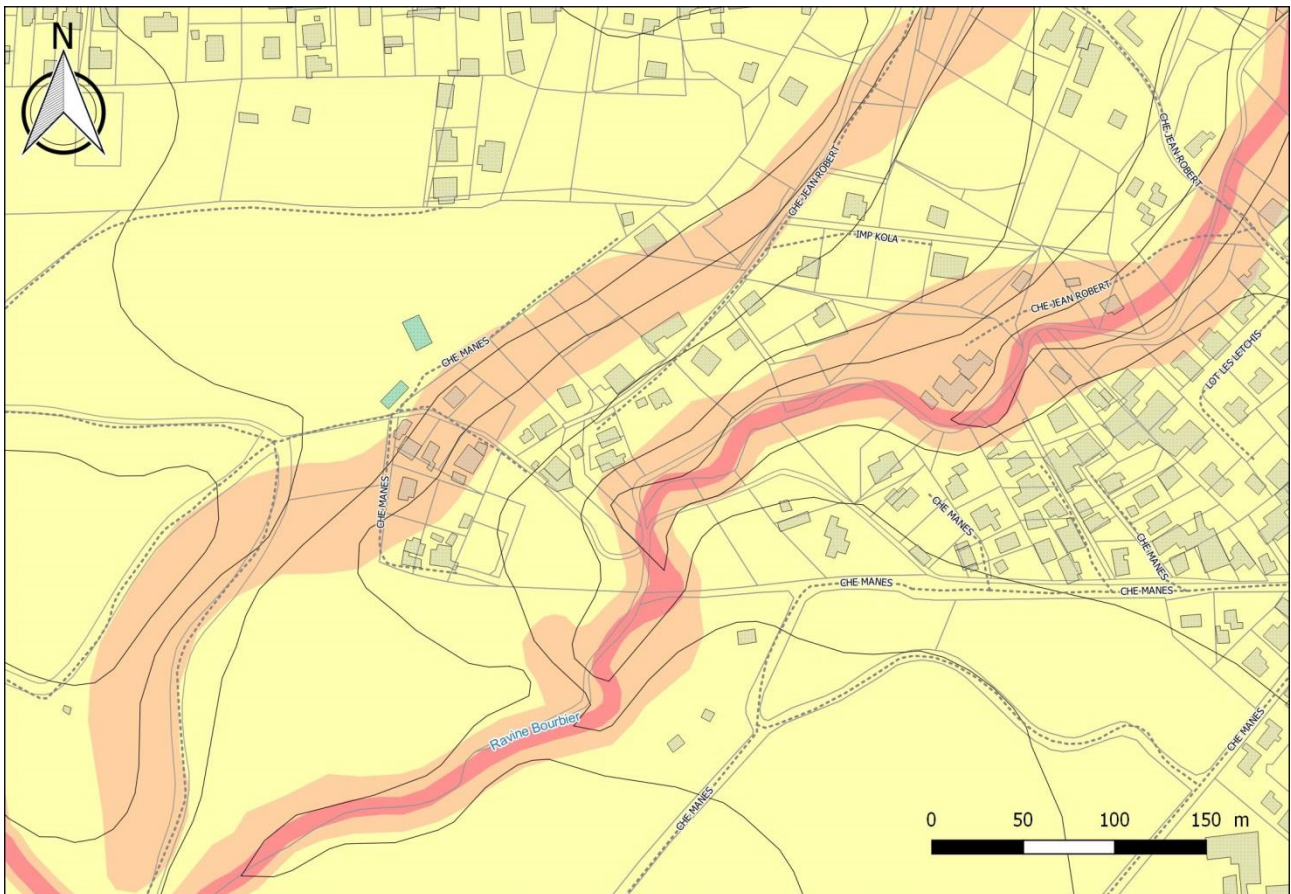 N
CHE JEAN ROBERT
CHE JEAN ROBERT
IMP KOLA
CHE JEAN ROBERT
CHE MANES
LOT LES LETCHIS
CHE MANES
CHE MANES
CHE MANES
CHE MANES
CHE MANES
Ravine Bourbier
CHE MANES
CHE MANES
0 50 100 150 m